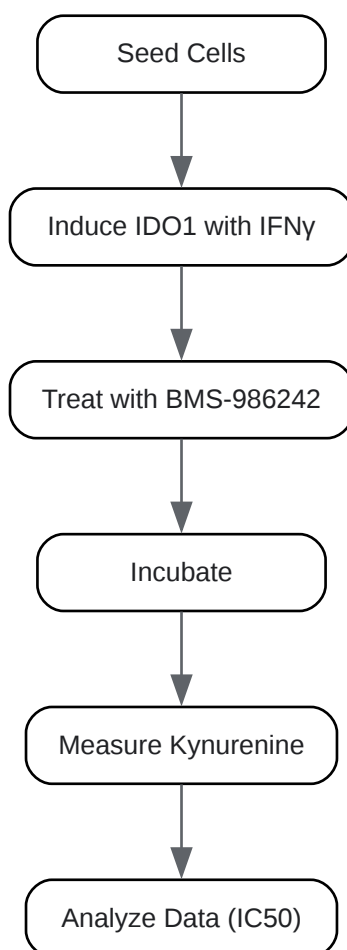 Seed Cells
Induce IDO1 with IFNγ
Treat with BMS-986242
Incubate
Measure Kynurenine
Analyze Data (IC50)